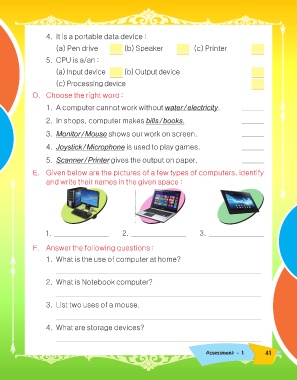 4. It is a portable data device :
(a) Pen drive (b) Speaker (c) Printer
5. CPU is a/an :
(a) Input device (b) Output device
(c) Processing device
D. Choose the right word :
1. A computer cannot work without water/electricity.
2. In shops, computer makes bills/books.
3. Monitor/Mouse shows our work on screen.
4. Joystick/Microphone is used to play games.
5. Scanner/Printer gives the output on paper.
E. Given below are the pictures of a few types of computers. Identify
and write their names in the given space :
1. 2. 3.
F. Answer the following questions :
1. What is the use of computer at home?
2. What is Notebook computer?
3. List two uses of a mouse.
4. What are storage devices?
Assessment - 1 41